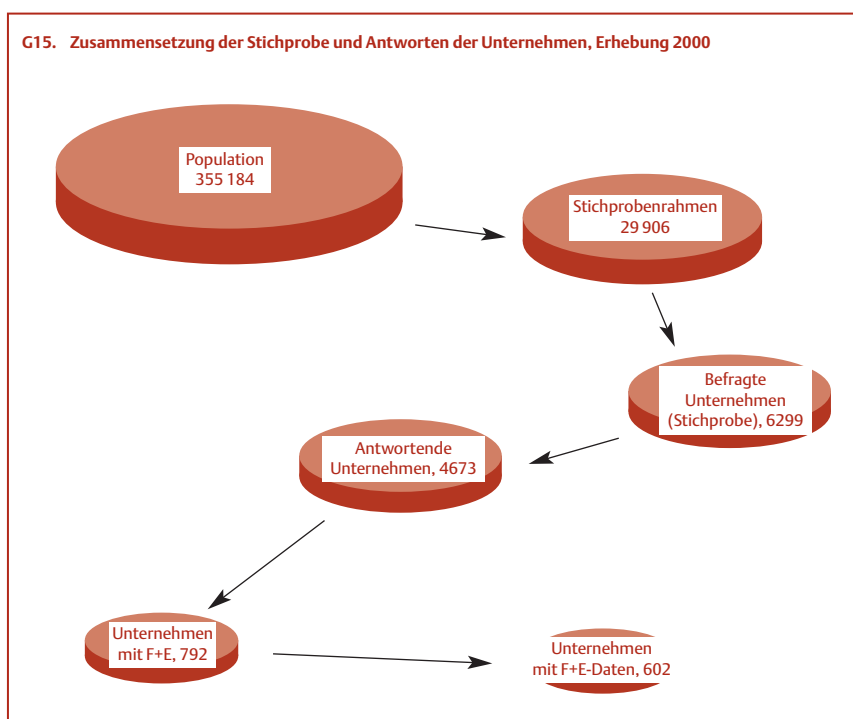 G15. Zusammensetzung der Stichprobe und Antworten der Unternehmen, Erhebung 2000
Population
355 184
Stichprobenrahmen
29 906
Befragte
Unternehmen
(Stichprobe), 6299
Antwortende
Unternehmen, 4673
Unternehmen
mit F+E, 792
Unternehmen
mit F+E-Daten, 602